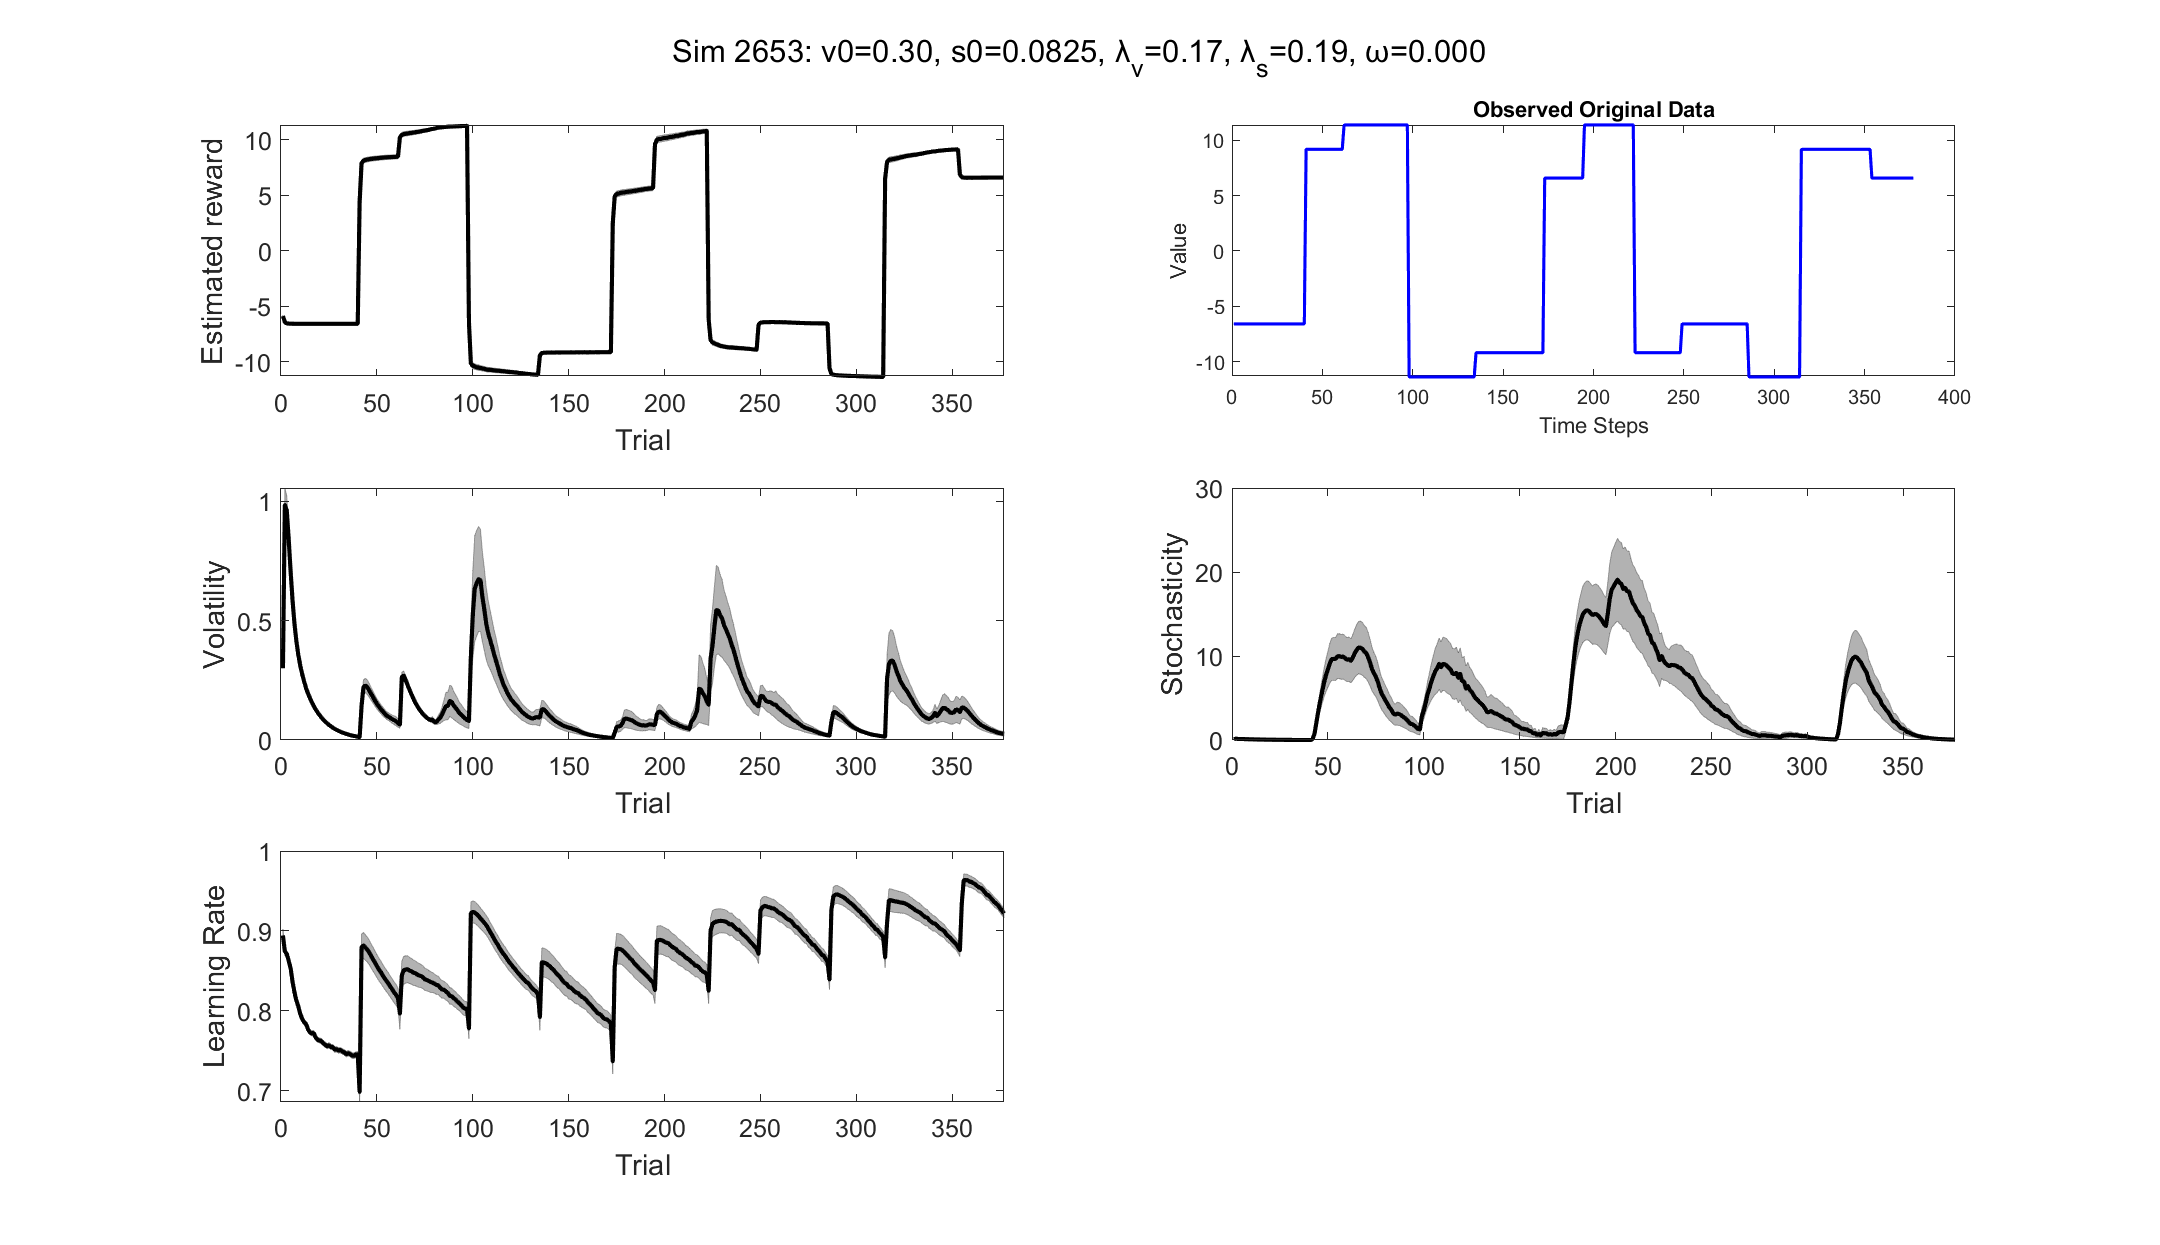 Sim 2653: v0=0.30, s0=0.0825, λ_v=0.17, λ_s=0.19, ω=0.000
Estimated reward
10
5
0
-5
-10
0 50 100 150 200 250 300 350
Trial
Observed Original Data
Value
10
5
0
-5
-10
0 50 100 150 200 250 300 350 400
Time Steps
Volatility
1
0.5
0
0 50 100 150 200 250 300 350
Trial
Stochasticity
30
20
10
0
0 50 100 150 200 250 300 350
Trial
Learning Rate
1
0.9
0.8
0.7
0 50 100 150 200 250 300 350
Trial